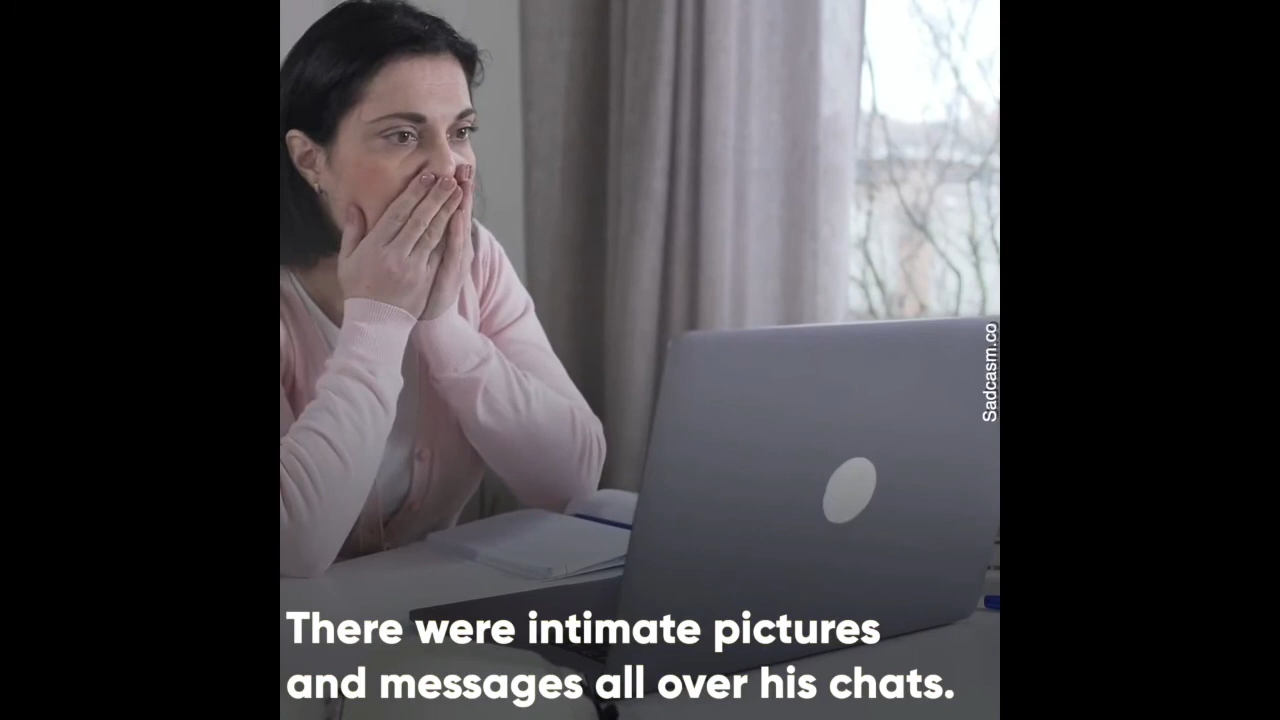 Sadcasm.co
There were intimate pictures
and messages all over his chats.